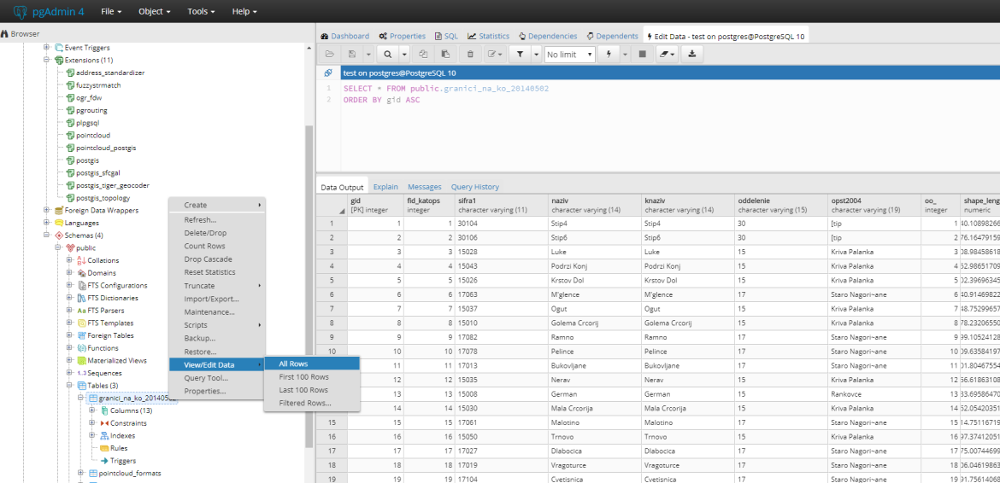 pgAdmin 4 File Object Tools Help
Browser
Event Triggers
Extensions (11)
address_standardizer
fuzzystrmatch
ogr_fdw
pgrouting
plpgsql
pointcloud
pointcloud_postgis
postgis
postgis_sfcgal
postgis_tiger_geocoder
postgis_topology
Foreign Data Wrappers
Languages
Schemas (4)
public
Collations
Domains
FTS Configurations
FTS Dictionaries
Aa FTS Parsers
FTS Templates
Foreign Tables
Functions
Materialized Views
1..3 Sequences
Tables (3)
granici_na_ko_20140502
Columns (13)
Constraints
Indexes
Rules
Triggers
pointcloud_formats
Create
Refresh...
Delete/Drop
Count Rows
Drop Cascade
Reset Statistics
Truncate
Import/Export...
Maintenance...
Scripts
Backup...
Restore...
View/Edit Data
Query Tool...
Properties...
All Rows
First 100 Rows
Last 100 Rows
Filtered Rows...
Dashboard Properties SQL Statistics Dependencies Dependents Edit Data - test on postgres@PostgreSQL 10
No limit
test on postgres@PostgreSQL 10
1 SELECT * FROM public.granici_na_ko_20140502
2 ORDER BY gid ASC
Data Output Explain Messages Query History
gid fid_katops sifra1 naziv knaziv oddelenie opst2004 oo_ shape_leng
[PK] integer integer character varying (11) character varying (14) character varying (14) character varying (15) character varying (19) integer numeric
1 1 1 30104 Stip4 Stip4 30 [tip 1 40.10898266
2 2 2 30106 Stip6 Stip6 30 [tip 2 76.16479159
3 3 3 15028 Luke Luke 15 Kriva Palanka 3 08.98458618
4 4 4 15043 Podrzi Konj Podrzi Konj 15 Kriva Palanka 4 52.98651709
5 5 5 15026 Krstov Dol Krstov Dol 15 Kriva Palanka 5 02.39696345
6 6 6 17063 M'glence M'glence 17 Staro Nagori~ane 6 40.91469822
7 7 7 15037 Ogut Ogut 15 Kriva Palanka 7 48.75299657
8 8 8 15010 Golema Crcorij Golema Crcorij 15 Kriva Palanka 8 78.23206550
9 9 9 17082 Ramno Ramno 17 Staro Nagori~ane 9 99.10524128
10 10 10 17078 Pelince Pelince 17 Staro Nagori~ane 10 09.63584197
11 11 17013 Bukovljane Bukovljane 17 Staro Nagori~ane 11 01.80467554
12 12 15035 Nerav Nerav 15 Kriva Palanka 12 56.61863108
13 13 15008 German German 15 Rankovce 13 33.69586470
14 14 15030 Mala Crcorija Mala Crcorija 15 Kriva Palanka 14 52.05420351
15 15 15 17061 Malotino Malotino 17 Staro Nagori~ane 15 14.75116719
16 16 16 15050 Trnovo Trnovo 15 Kriva Palanka 16 97.37412051
17 17 17 17027 Dlabocica Dlabocica 17 Staro Nagori~ane 17 75.00744699
18 18 18 17019 Vragoturce Vragoturce 17 Staro Nagori~ane 18 06.04619863
19 19 19 17104 Cvetisnica Cvetisnica 17 Staro Nagori~ane 19 91.75614068